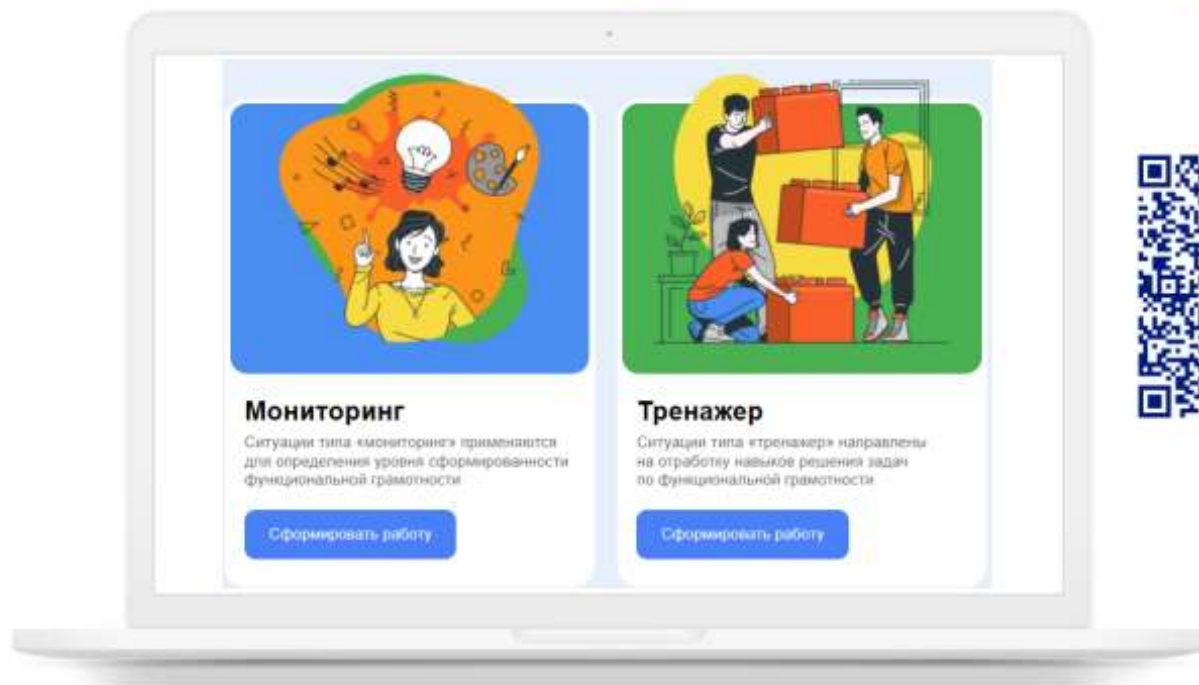 Мониторинг
Ситуации типа «мониторинг» применяются
для определения уровня сформированности
функциональной грамотности
Сформировать работу
Тренажер
Ситуации типа «тренажер» направлены
на отработку навыков решения задач
по функциональной грамотности
Сформировать работу